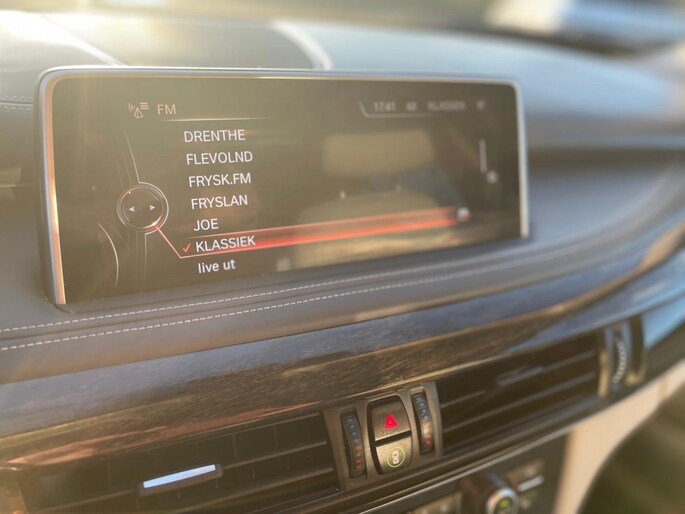 FM
17:41 KLASSIEK
DRENTHE
FLEVOLND
FRYSK.FM
FRYSLAN
JOE
✓ KLASSIEK
live ut